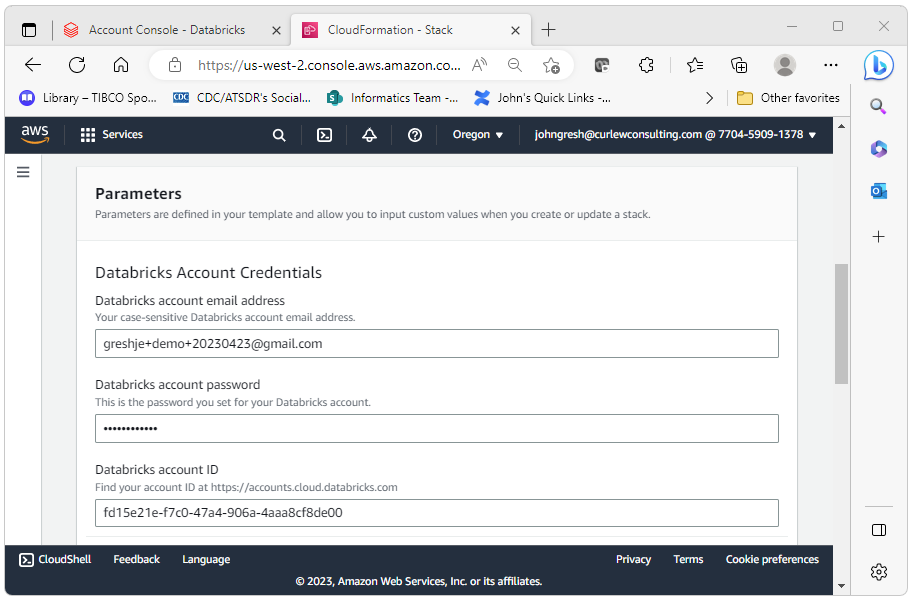 Account Console - Databricks
CloudFormation - Stack
https://us-west-2.console.aws.amazon.co...
Library – TIBCO Spo...
CDC/ATSDR's Social...
Informatics Team -...
John's Quick Links -...
Other favorites
aws
Services
Oregon
johngresh@curlewconsulting.com @ 7704-5909-1378
Parameters
Parameters are defined in your template and allow you to input custom values when you create or update a stack.
Databricks Account Credentials
Databricks account email address
Your case-sensitive Databricks account email address.
greshje+demo+20230423@gmail.com
Databricks account password
This is the password you set for your Databricks account.
••••••••••••
Databricks account ID
Find your account ID at https://accounts.cloud.databricks.com
fd15e21e-f7c0-47a4-906a-4aaa8cf8de00
CloudShell
Feedback
Language
Privacy
Terms
Cookie preferences
© 2023, Amazon Web Services, Inc. or its affiliates.